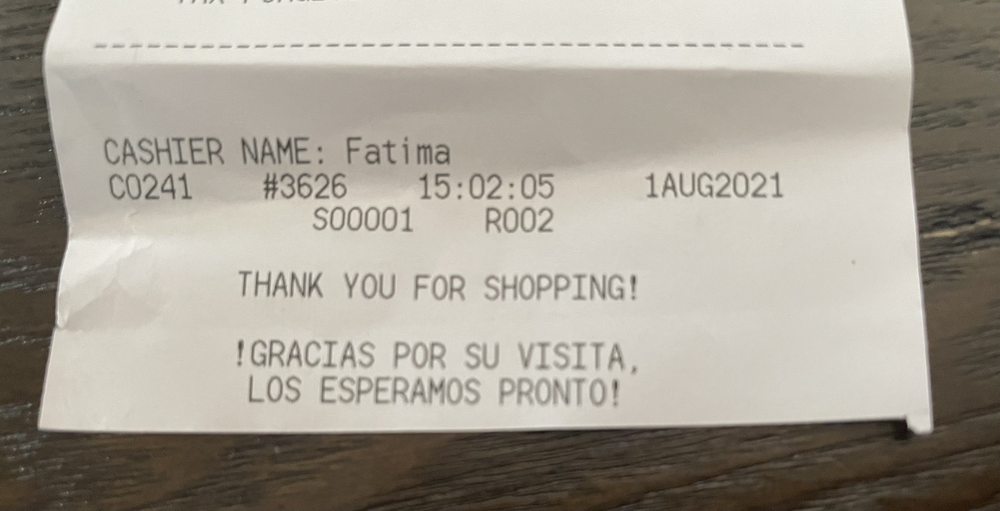 CASHIER NAME: Fatima
C0241 #3626 15:02:05 1AUG2021
S00001 R002
THANK YOU FOR SHOPPING!
!GRACIAS POR SU VISITA,
LOS ESPERAMOS PRONTO!